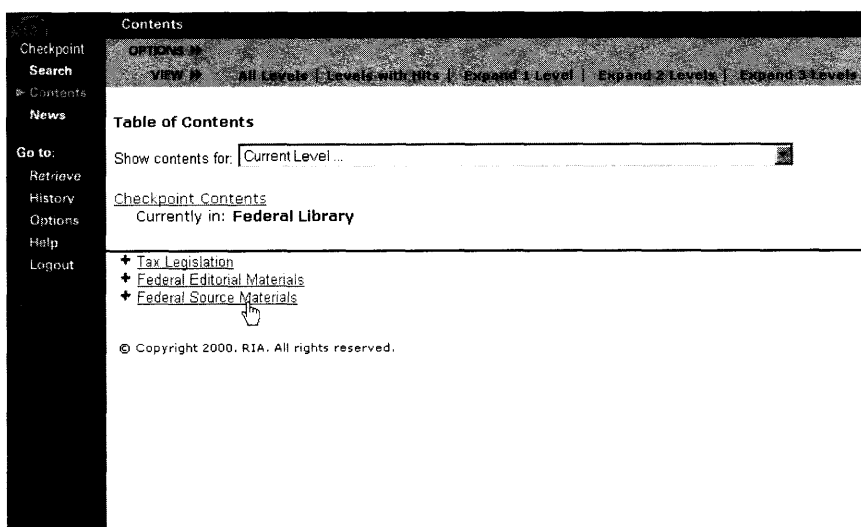 Contents
Checkpoint
Search
Contents
News
Go to:
Retrieve
History
Options
Help
Logout
OPTIONS
VIEW All Levels | Levels with Hits | Expand 1 Level | Expand 2 Levels | Expand 3 Levels
Table of Contents
Show contents for: Current Level ...
Checkpoint Contents
Currently in: Federal Library
+ Tax Legislation
+ Federal Editorial Materials
+ Federal Source Materials
© Copyright 2000. RIA. All rights reserved.